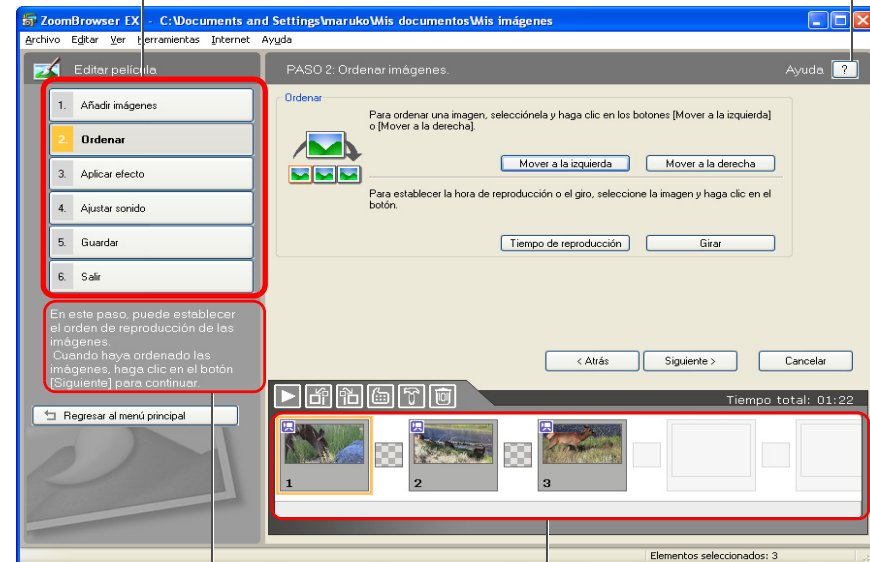 ZoomBrowser EX - C:\Documents and Settings\maruko\Mis documentos\Mis imágenes
Archivo Editar Ver Herramientas Internet Ayuda
Editar película
PASO 2: Ordenar imágenes.
Ayuda ?
1. Añadir imágenes
2. Ordenar
3. Aplicar efecto
4. Ajustar sonido
5. Guardar
6. Salir
En este paso, puede establecer
el orden de reproducción de las
imágenes.
Cuando haya ordenado las
imágenes, haga clic en el botón
[Siguiente] para continuar.
Regresar al menú principal
Ordenar
Para ordenar una imagen, selecciónela y haga clic en los botones [Mover a la izquierda]
o [Mover a la derecha].
Mover a la izquierda Mover a la derecha
Para establecer la hora de reproducción o el giro, seleccione la imagen y haga clic en el
botón.
Tiempo de reproducción Girar
< Atrás Siguiente > Cancelar
Tiempo total: 01:22
1 2 3
Elementos seleccionados: 3